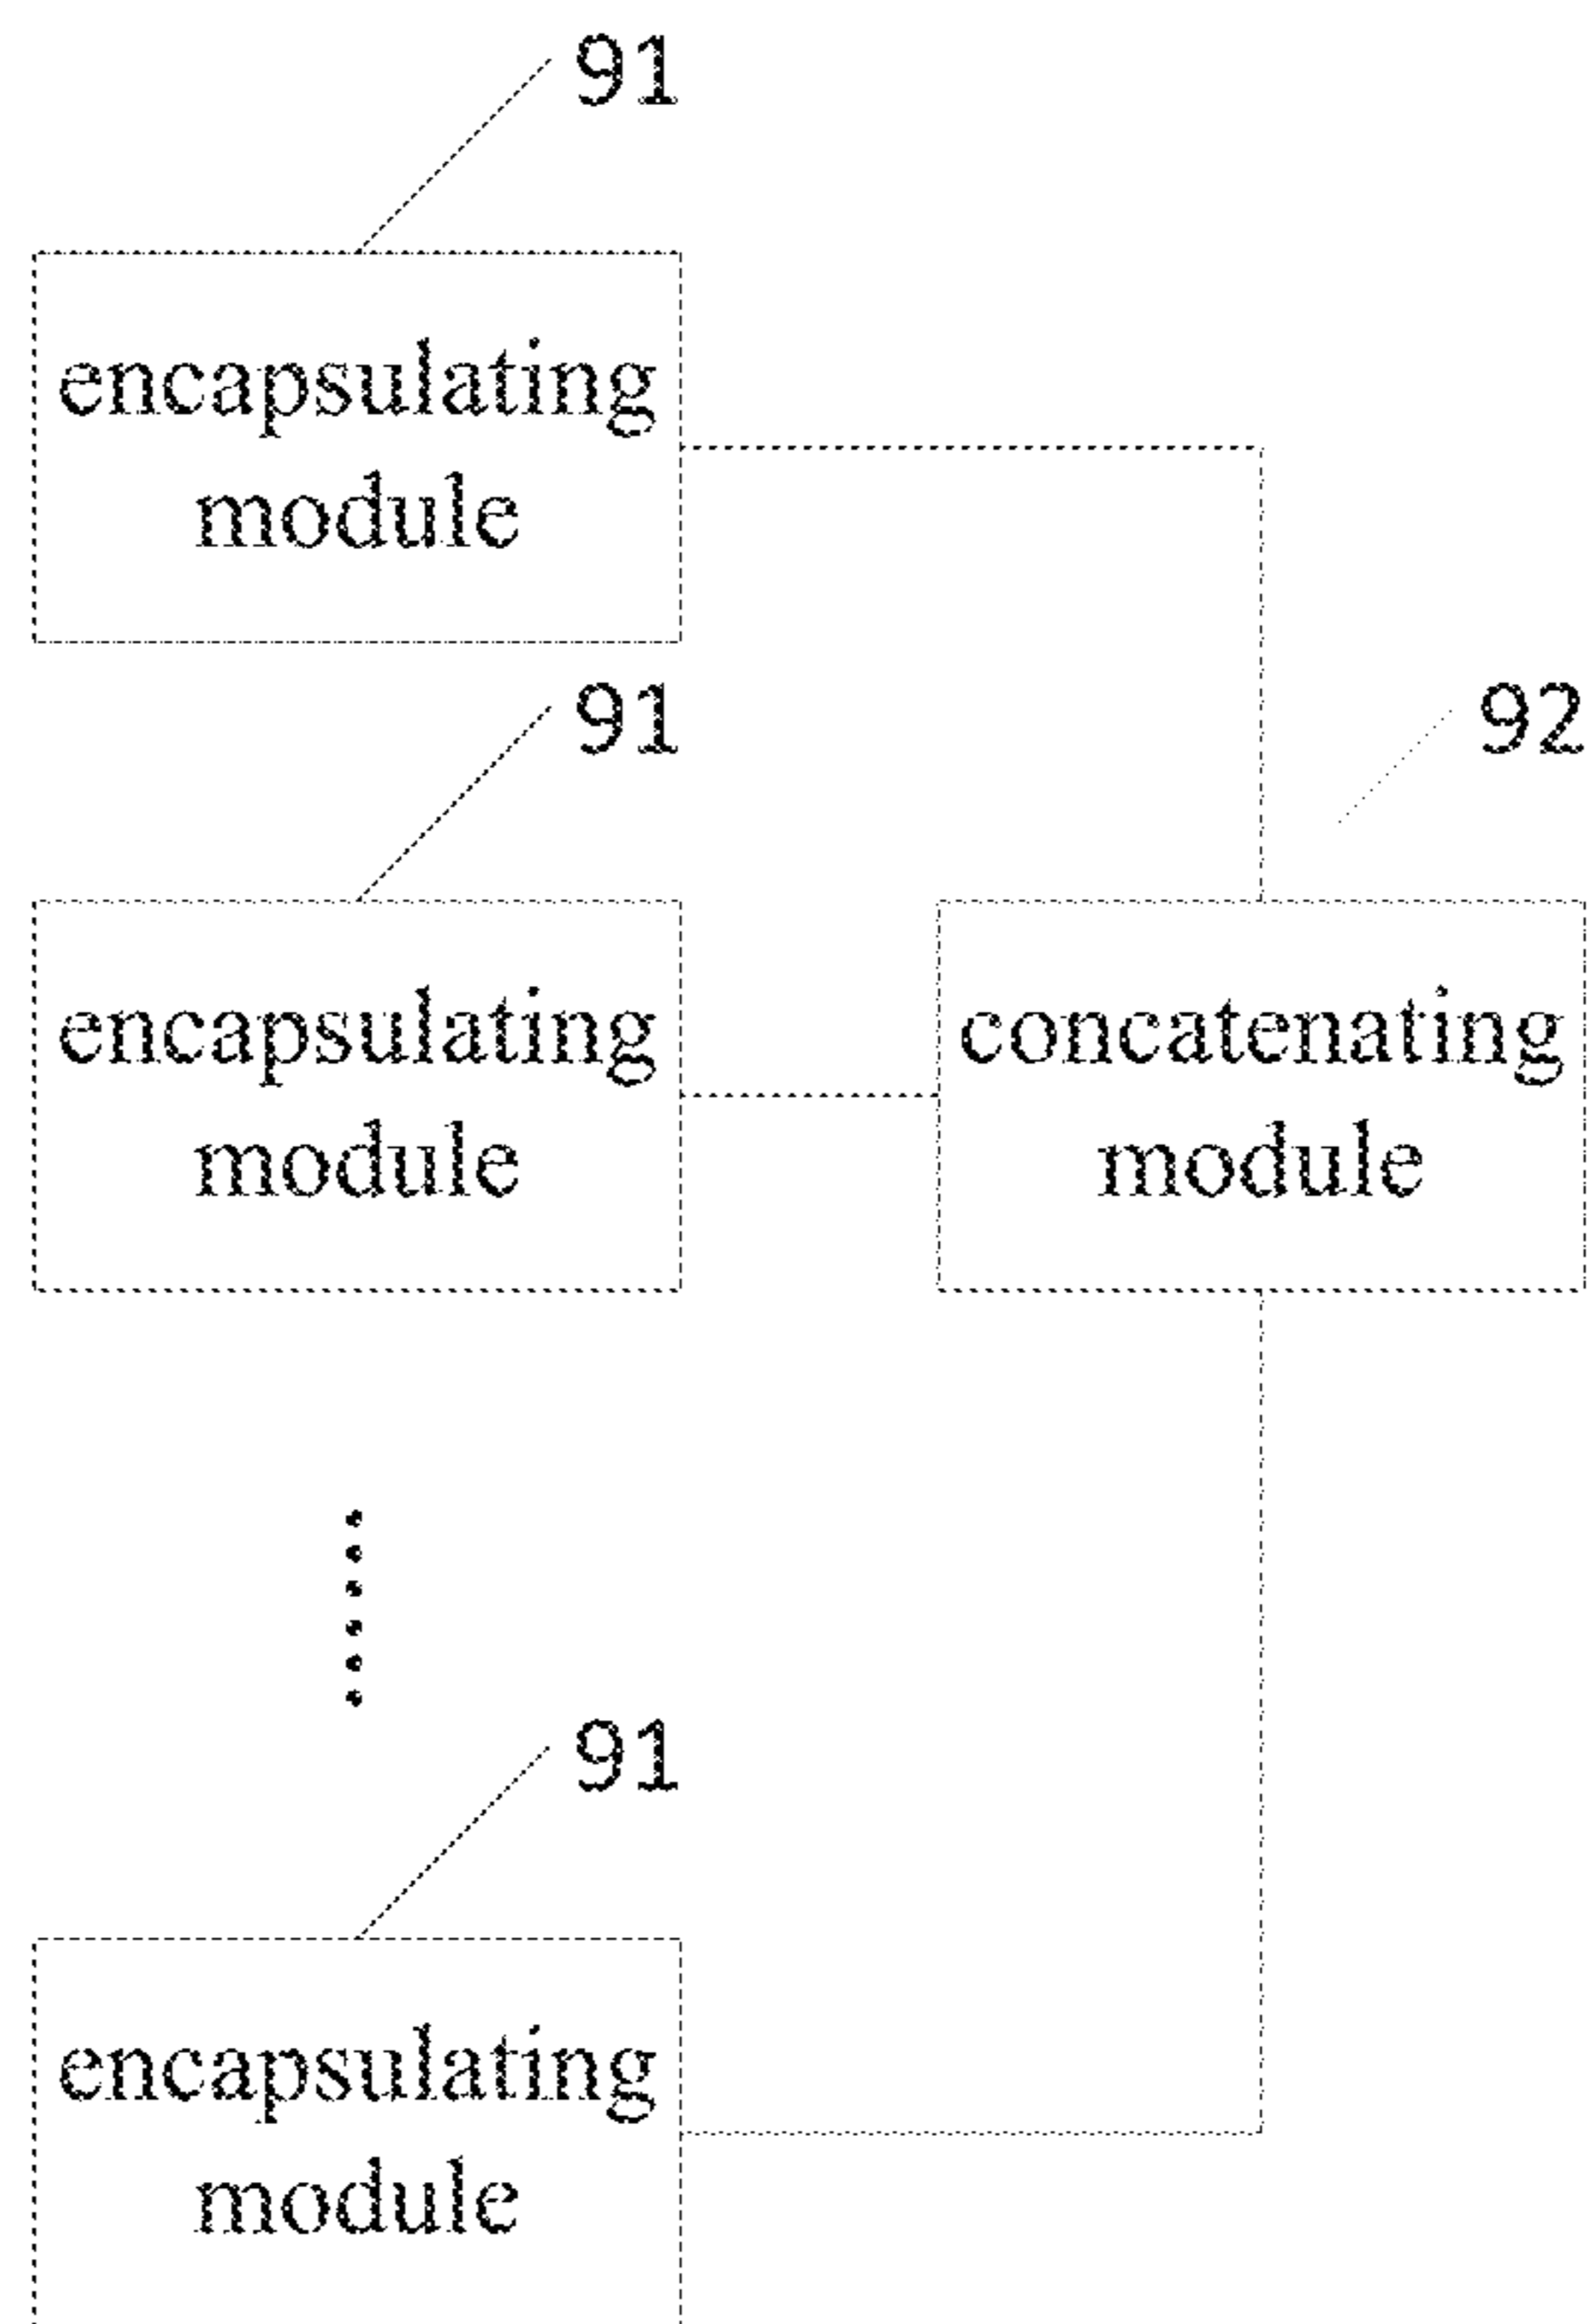 91
encapsulating
module
91
92
encapsulating
module
concatenating
module
91
encapsulating
module